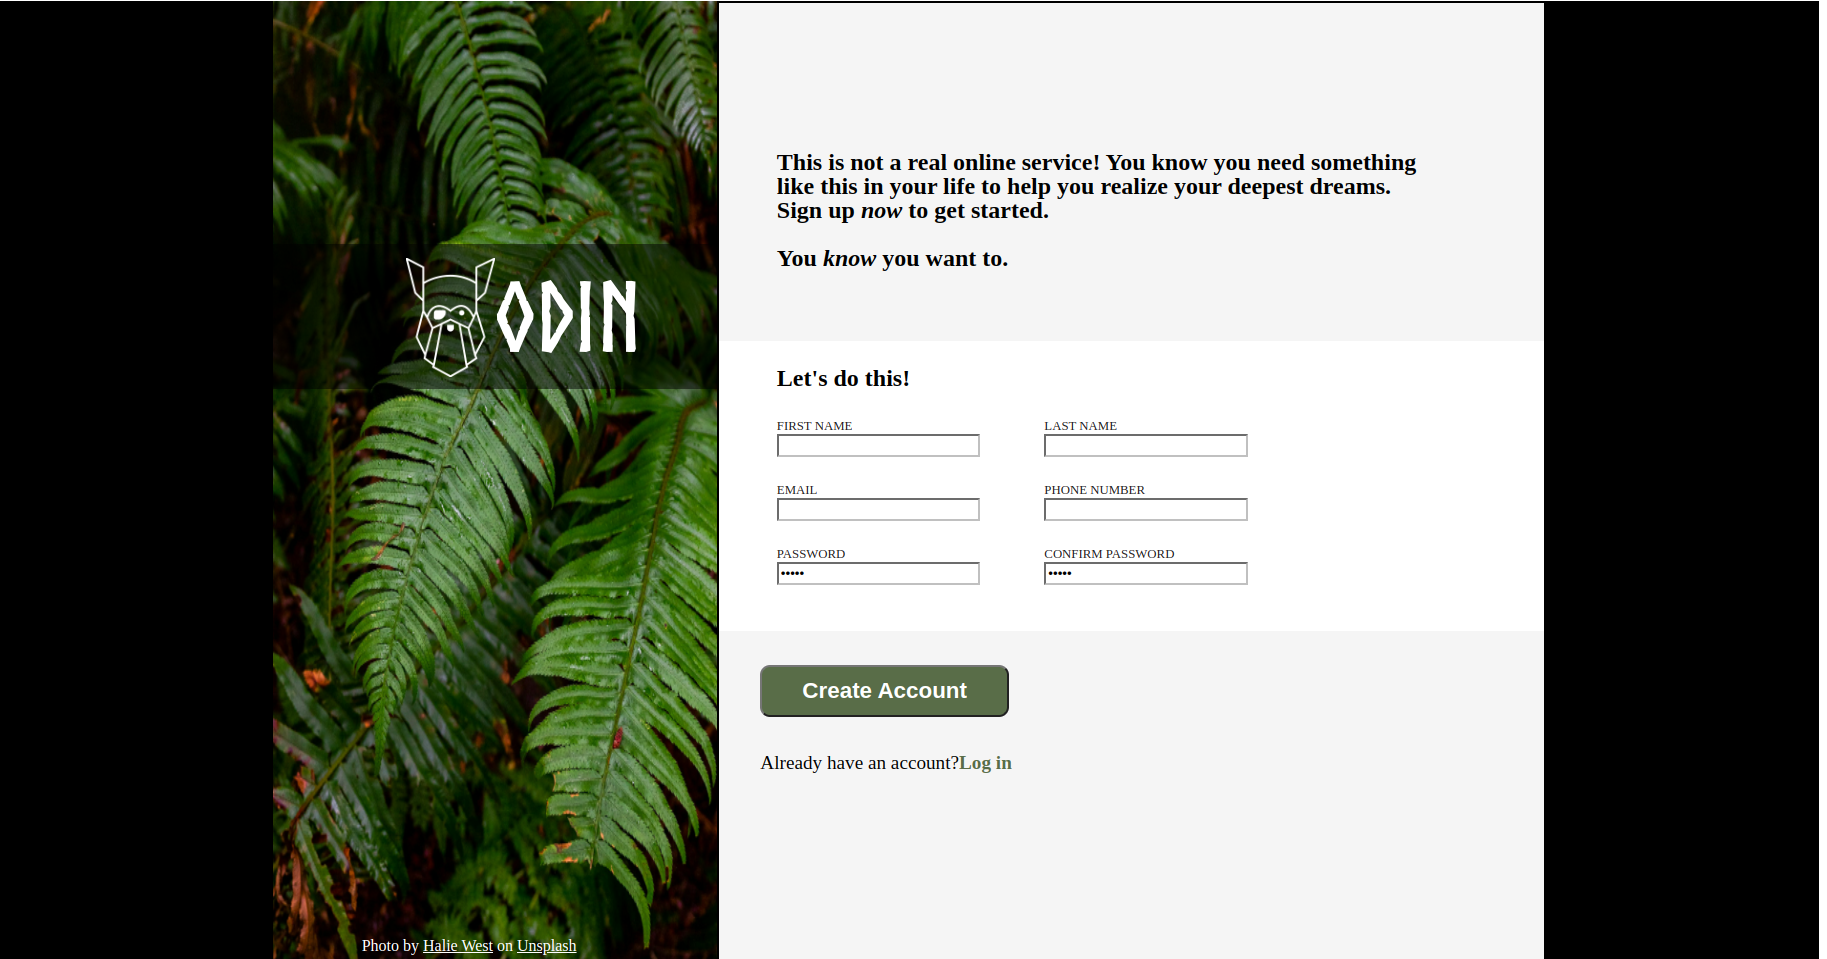 ODIN
Photo by Halie West on Unsplash
This is not a real online service! You know you need something
like this in your life to help you realize your deepest dreams.
Sign up now to get started.
You know you want to.
Let's do this!
FIRST NAME
LAST NAME
EMAIL
PHONE NUMBER
PASSWORD
CONFIRM PASSWORD
•••••
•••••
Create Account
Already have an account?Log in